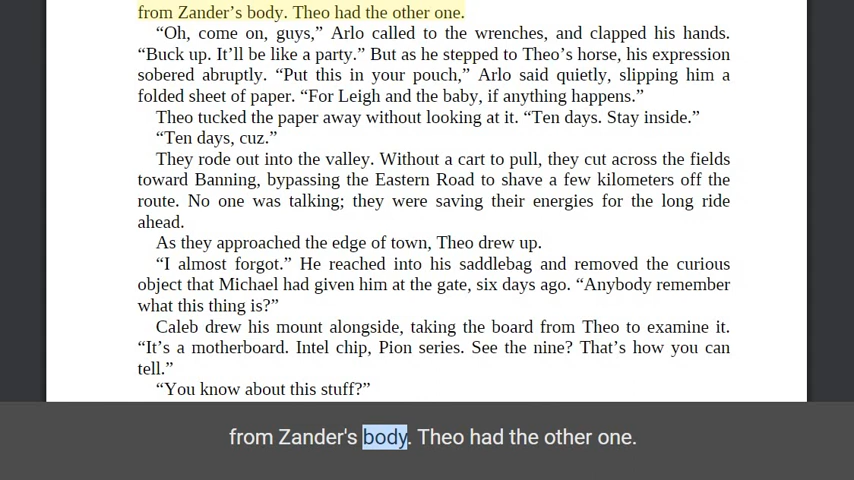 from Zander’s body. Theo had the other one.
“Oh, come on, guys,” Arlo called to the wrenches, and clapped his hands.
“Buck up. It’ll be like a party.” But as he stepped to Theo’s horse, his expression
sobered abruptly. “Put this in your pouch,” Arlo said quietly, slipping him a
folded sheet of paper. “For Leigh and the baby, if anything happens.”
Theo tucked the paper away without looking at it. “Ten days. Stay inside.”
“Ten days, cuz.”
They rode out into the valley. Without a cart to pull, they cut across the fields
toward Banning, bypassing the Eastern Road to shave a few kilometers off the
route. No one was talking; they were saving their energies for the long ride
ahead.
As they approached the edge of town, Theo drew up.
“I almost forgot.” He reached into his saddlebag and removed the curious
object that Michael had given him at the gate, six days ago. “Anybody remember
what this thing is?”
Caleb drew his mount alongside, taking the board from Theo to examine it.
“It’s a motherboard. Intel chip, Pion series. See the nine? That’s how you can
tell.”
“You know about this stuff?”
from Zander's body. Theo had the other one.